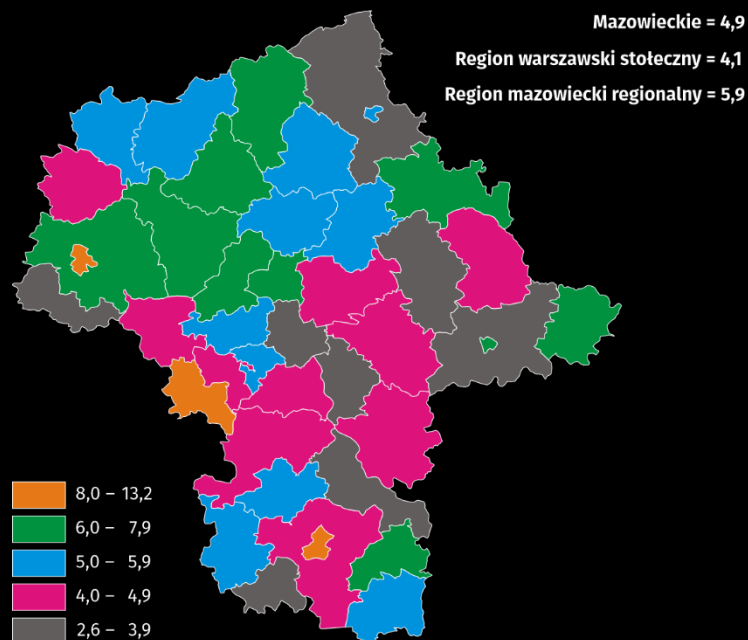 Mazowieckie = 4,9
Region warszawski stołeczny = 4,1
Region mazowiecki regionalny = 5,9
8,0 – 13,2
6,0 – 7,9
5,0 – 5,9
4,0 – 4,9
2,6 – 3,9